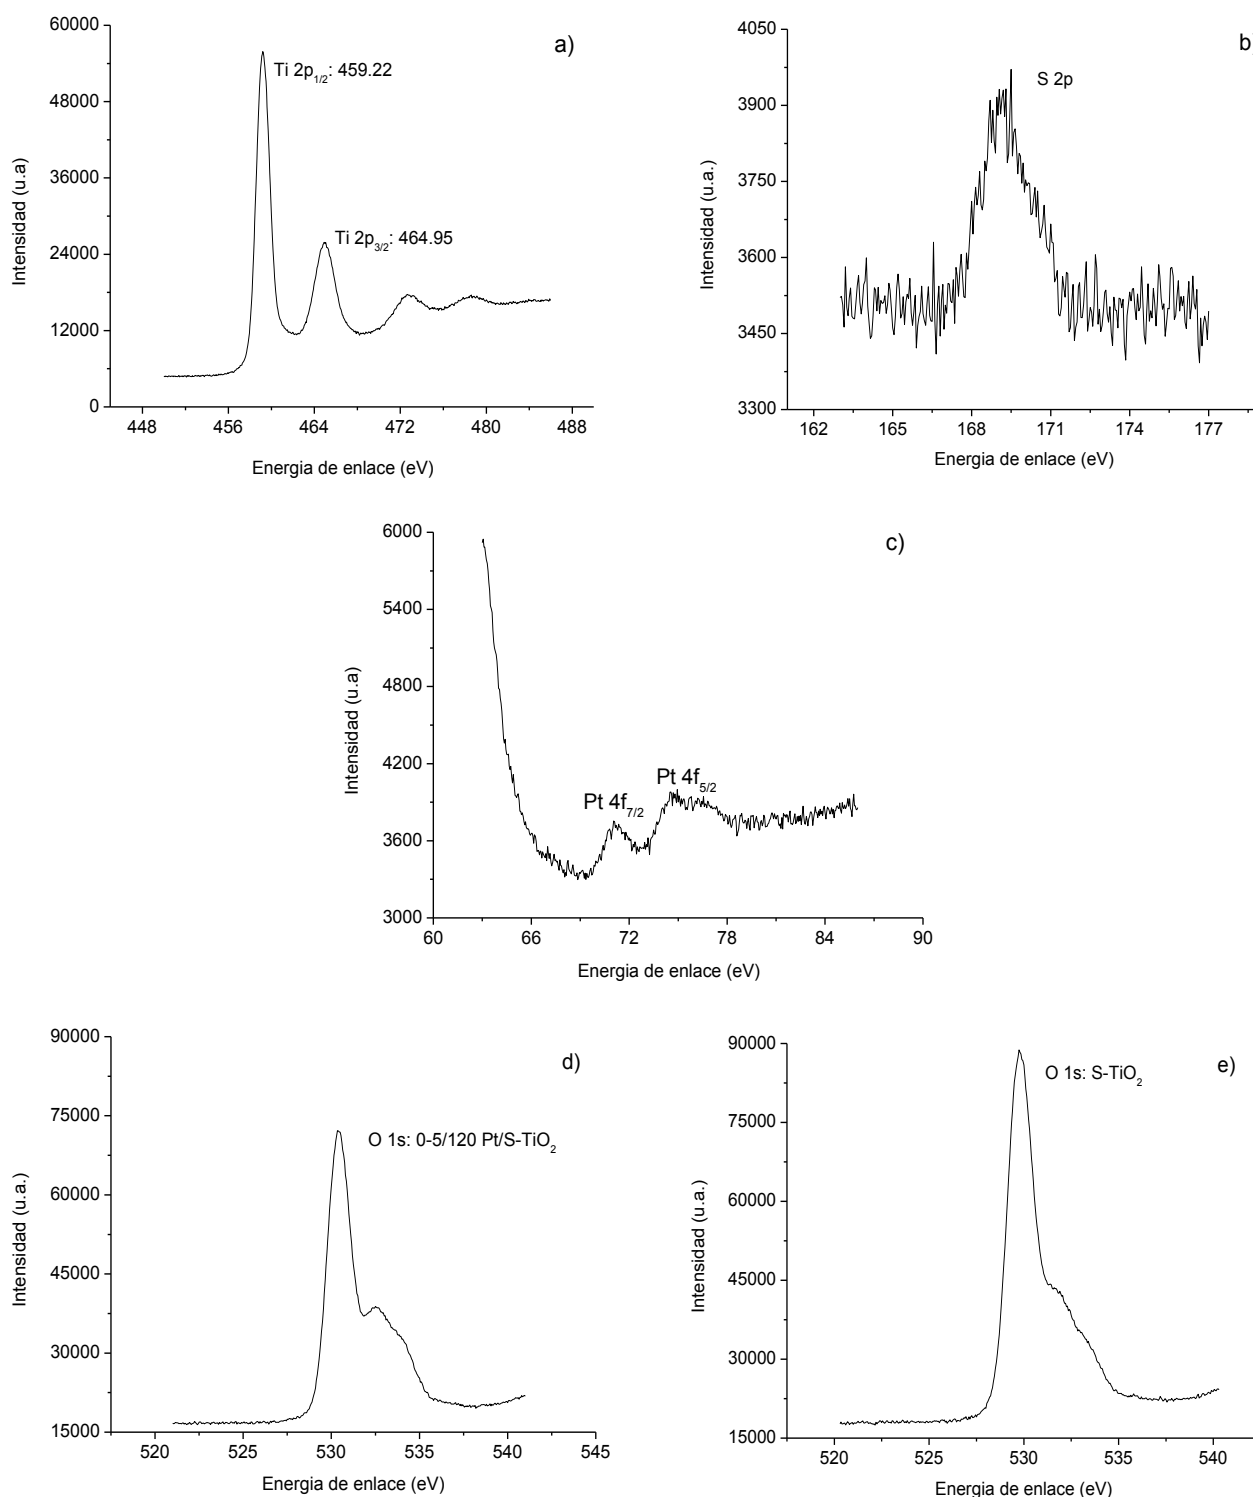 a)
Ti 2p1/2: 459.22
Ti 2p3/2: 464.95
Intensidad (u.a)
60000
48000
36000
24000
12000
0
448 456 464 472 480 488
Energia de enlace (eV)
b
S 2p
Intensidad (u.a.)
4050
3900
3750
3600
3450
3300
162 165 168 171 174 177
Energia de enlace (eV)
c)
Pt 4f7/2
Pt 4f5/2
Intensidad (u.a)
6000
5400
4800
4200
3600
3000
60 66 72 78 84 90
Energia de enlace (eV)
d)
O 1s: 0-5/120 Pt/S-TiO2
Intensidad (u.a.)
90000
75000
60000
45000
30000
15000
520 525 530 535 540 545
Energia de enlace (eV)
e)
O 1s: S-TiO2
Intensidad (u.a.)
90000
75000
60000
45000
30000
15000
520 525 530 535 540
Energia de enlace (eV)